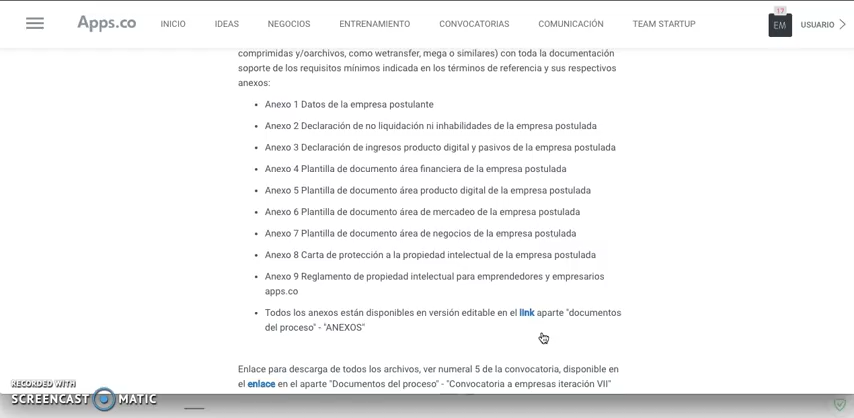 Apps.co INICIO IDEAS NEGOCIOS ENTRENAMIENTO CONVOCATORIAS COMUNICACIÓN TEAM STARTUP 17 EM USUARIO
comprimidas y/oarchivos, como wetransfer, mega o similares) con toda la documentación
soporte de los requisitos mínimos indicada en los términos de referencia y sus respectivos
anexos:
• Anexo 1 Datos de la empresa postulante
• Anexo 2 Declaración de no liquidación ni inhabilidades de la empresa postulada
• Anexo 3 Declaración de ingresos producto digital y pasivos de la empresa postulada
• Anexo 4 Plantilla de documento área financiera de la empresa postulada
• Anexo 5 Plantilla de documento área producto digital de la empresa postulada
• Anexo 6 Plantilla de documento área de mercadeo de la empresa postulada
• Anexo 7 Plantilla de documento área de negocios de la empresa postulada
• Anexo 8 Carta de protección a la propiedad intelectual de la empresa postulada
• Anexo 9 Reglamento de propiedad intelectual para emprendedores y empresarios
apps.co
• Todos los anexos están disponibles en versión editable en el link aparte "documentos
del proceso" - "ANEXOS"
Enlace para descarga de todos los archivos, ver numeral 5 de la convocatoria, disponible en
el enlace en el aparte "Documentos del proceso" - "Convocatoria a empresas iteración VII"
RECORDED WITH
SCREENCAST MATIC